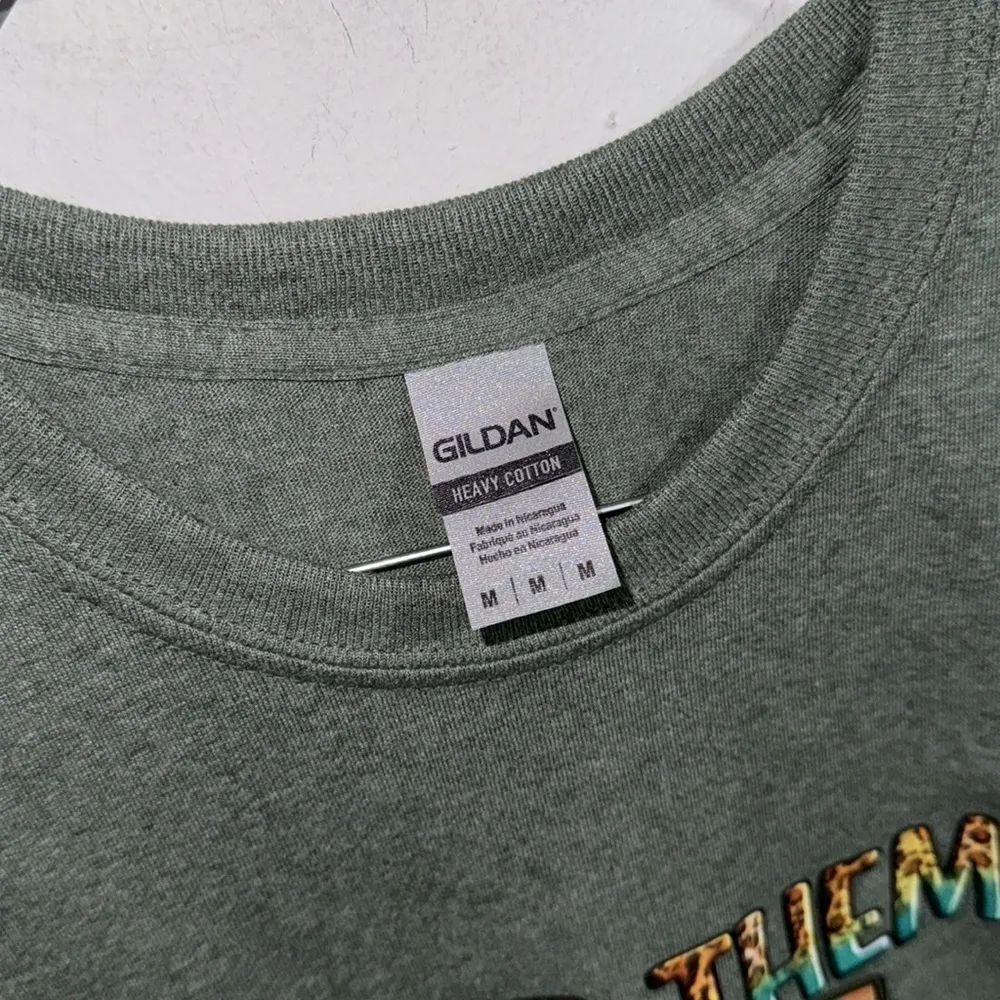 GILDAN®
HEAVY COTTON
Made in Nicaragua
Fabriqué au Nicaragua
Hecho en Nicaragua
M | M | M
THEM